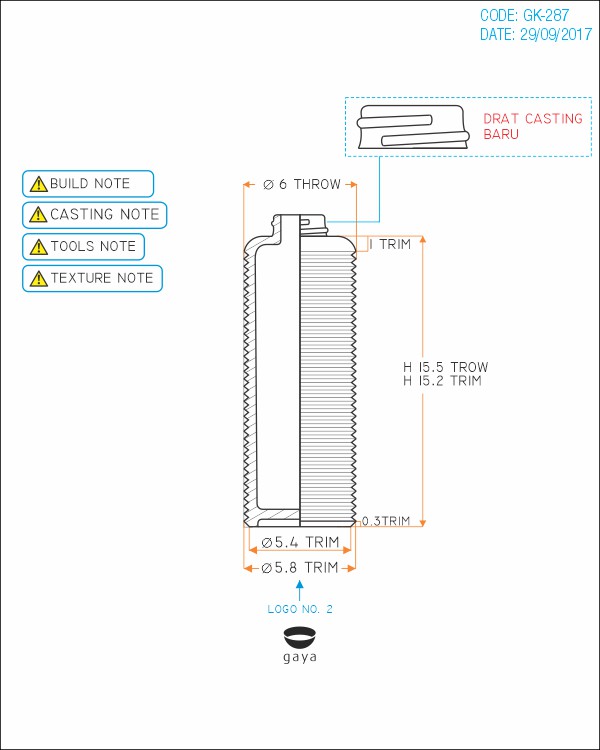 CODE: GK-287
DATE: 29/09/2017
DRAT CASTING
BARU
BUILD NOTE
CASTING NOTE
TOOLS NOTE
TEXTURE NOTE
Ø 6 THROW
1 TRIM
H 15.5 TROW
H 15.2 TRIM
0.3TRIM
Ø5.4 TRIM
Ø5.8 TRIM
LOGO NO. 2
gaya